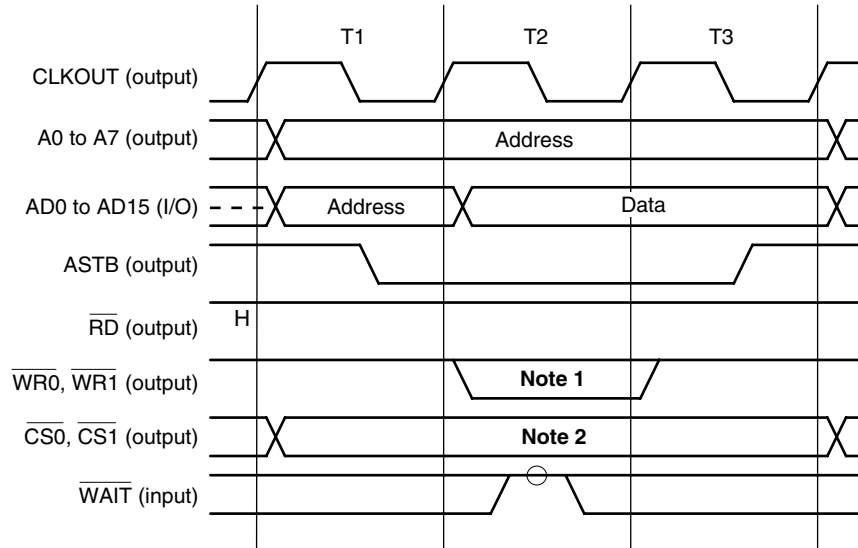 T1 T2 T3
CLKOUT (output)
A0 to A7 (output) Address
AD0 to AD15 (I/O) Address Data
ASTB (output)
RD (output) H
WR0, WR1 (output) Note 1
CS0, CS1 (output) Note 2
WAIT (input)